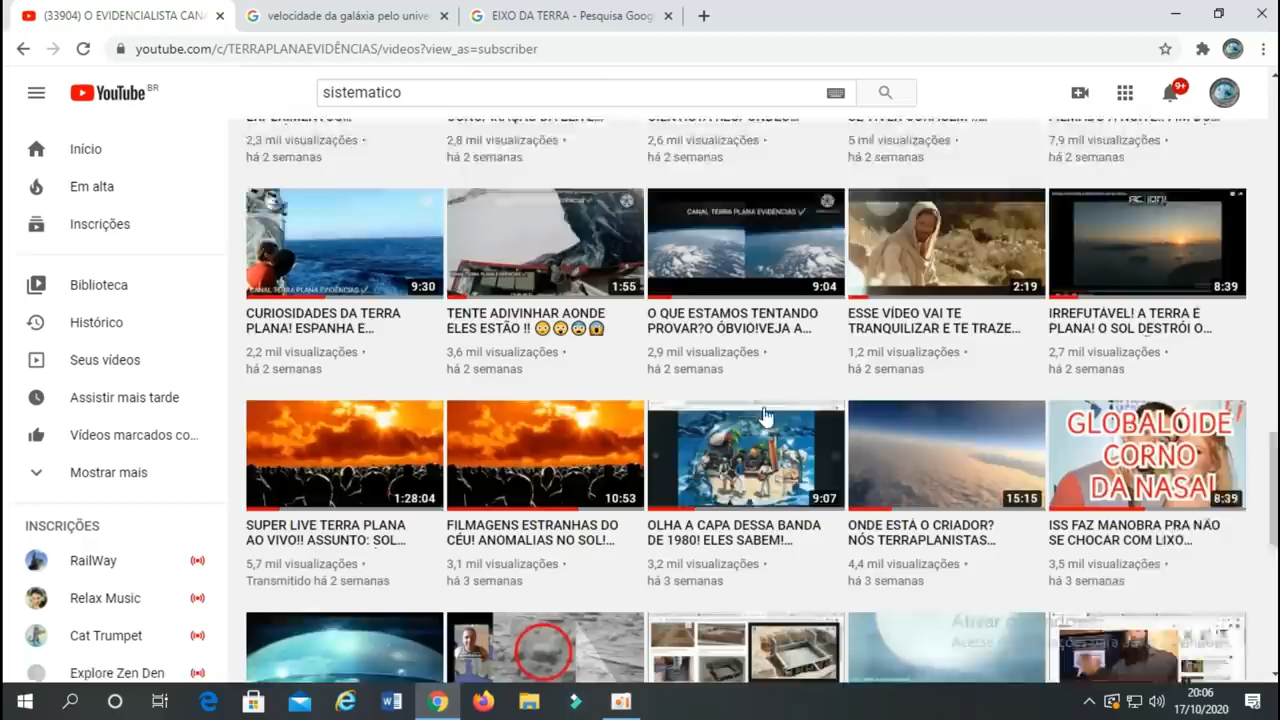 (33904) O EVIDENCIALISTA CAN
velocidade da galáxia pelo unive
EIXO DA TERRA - Pesquisa Goog
youtube.com/c/TERRAPLANAEVIDÊNCIAS/videos?view_as=subscriber
YouTube BR
sistematico
9+
Início
Em alta
Inscrições
Biblioteca
Histórico
Seus vídeos
Assistir mais tarde
Vídeos marcados co...
Mostrar mais
INSCRIÇÕES
RailWay
Relax Music
Cat Trumpet
Explore Zen Den
2,3 mil visualizações •
há 2 semanas
2,8 mil visualizações •
há 2 semanas
2,6 mil visualizações •
há 2 semanas
5 mil visualizações •
há 2 semanas
7,9 mil visualizações •
há 2 semanas
CANAL TERRA PLANA EVIDÊNCIAS
9:30
CURIOSIDADES DA TERRA
PLANA! ESPANHA E...
2,2 mil visualizações •
há 2 semanas
CANAL TERRA PLANA EVIDÊNCIAS
1:55
TENTE ADIVINHAR AONDE
ELES ESTÃO !! 😳😲😨😱
3,6 mil visualizações •
há 2 semanas
CANAL TERRA PLANA EVIDÊNCIAS
9:04
O QUE ESTAMOS TENTANDO
PROVAR?O ÓBVIO!VEJA A...
2,9 mil visualizações •
há 2 semanas
2:19
ESSE VÍDEO VAI TE
TRANQUILIZAR E TE TRAZE...
1,2 mil visualizações •
há 2 semanas
8:39
IRREFUTÁVEL! A TERRA É
PLANA! O SOL DESTRÓI O...
2,7 mil visualizações •
há 2 semanas
1:28:04
SUPER LIVE TERRA PLANA
AO VIVO!! ASSUNTO: SOL...
5,7 mil visualizações •
Transmitido há 2 semanas
10:53
FILMAGENS ESTRANHAS DO
CÉU! ANOMALIAS NO SOL!...
3,1 mil visualizações •
há 3 semanas
9:07
OLHA A CAPA DESSA BANDA
DE 1980! ELES SABEM!...
3,2 mil visualizações •
há 3 semanas
15:15
ONDE ESTÁ O CRIADOR?
NÓS TERRAPLANISTAS...
4,4 mil visualizações •
há 3 semanas
GLOBALÓIDE
CORNO
DA NASA!
8:39
ISS FAZ MANOBRA PRA NÃO
SE CHOCAR COM LIXO...
3,5 mil visualizações •
há 3 semanas
20:06
17/10/2020